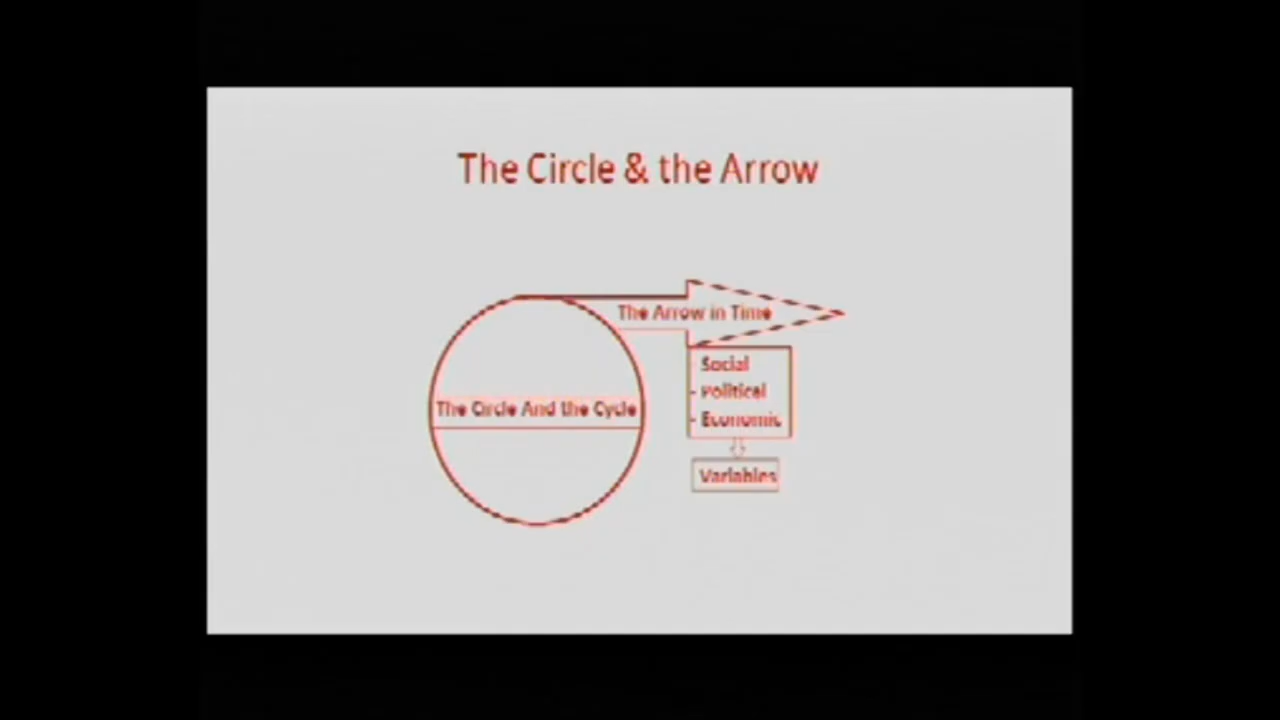 The Circle & the Arrow
The Arrow in Time
- Social
- Political
- Economic
The Circle And the Cycle
Variables